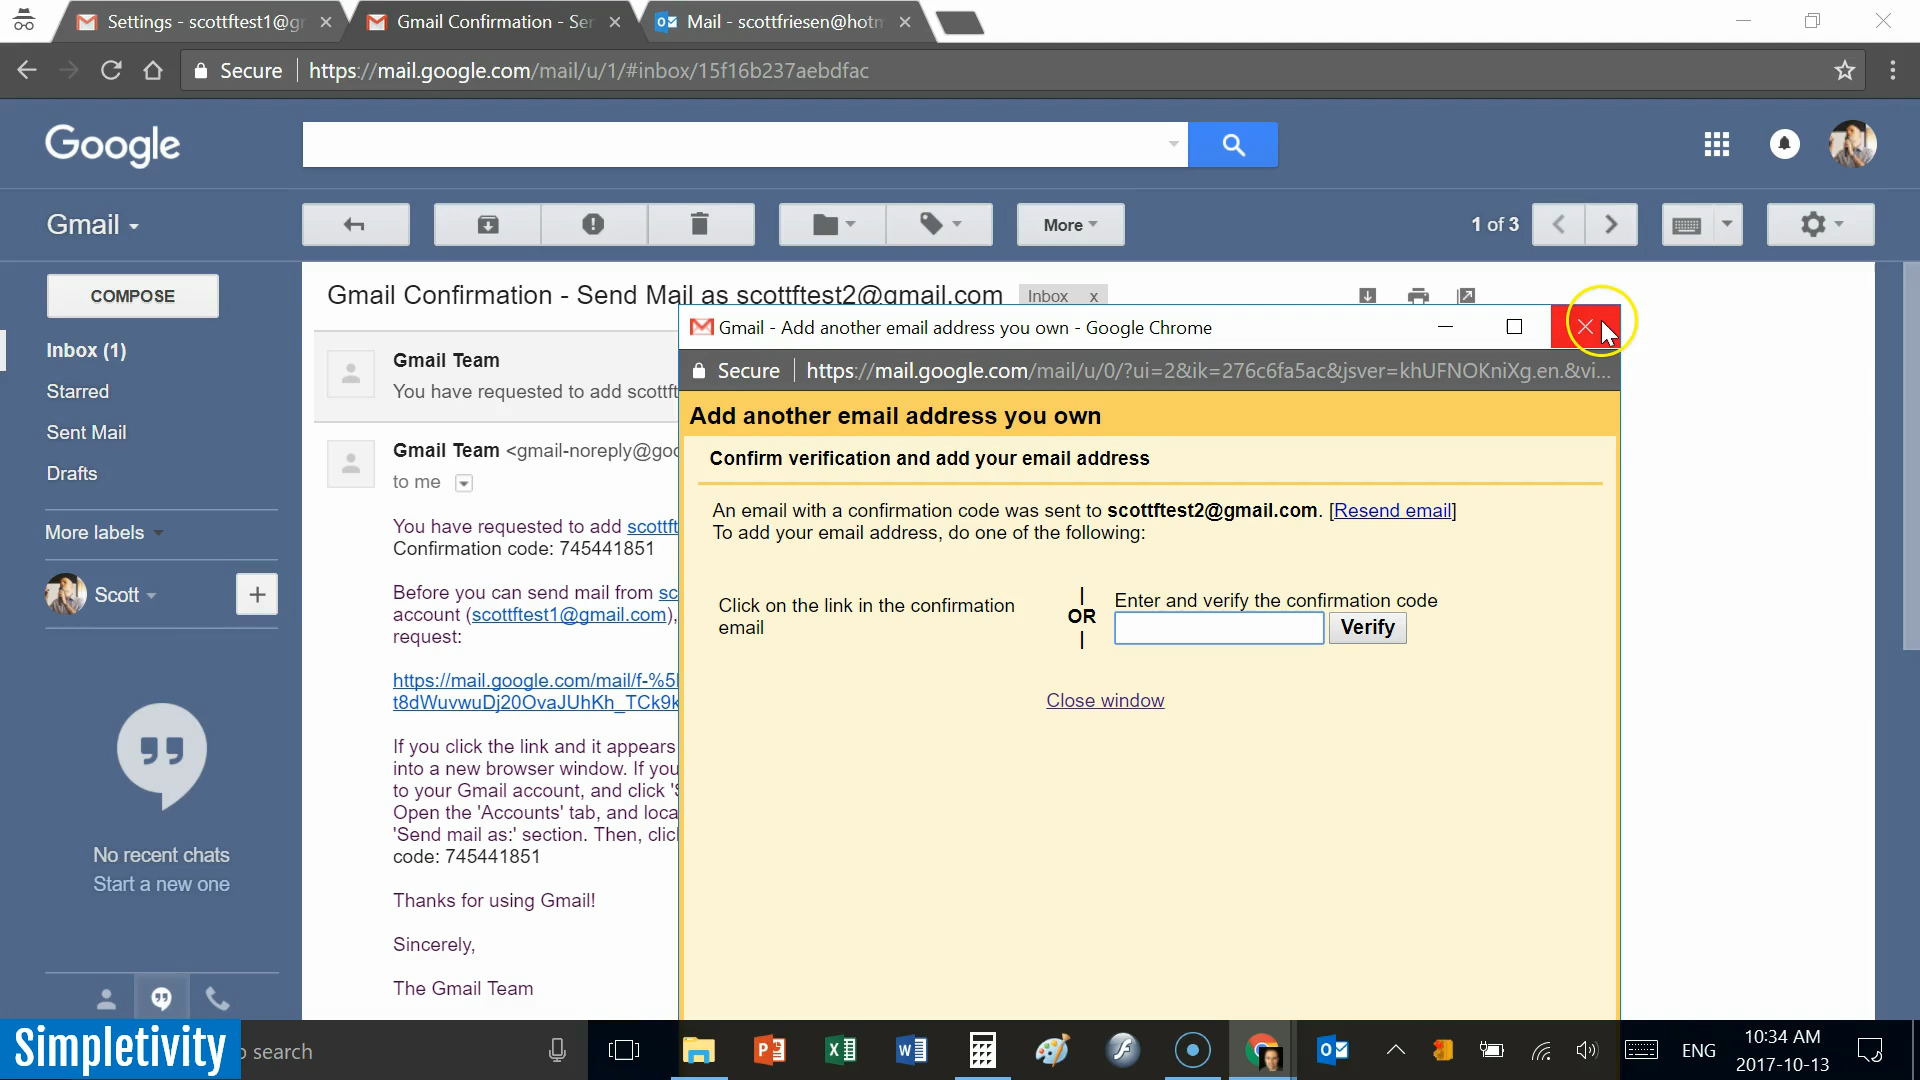 Settings - scottftest1@gr
Gmail Confirmation - Ser
Mail - scottfriesen@hotm
Secure
https://mail.google.com/mail/u/1/#inbox/15f16b237aebdfac
Google
Gmail
More
1 of 3
COMPOSE
Inbox (1)
Starred
Sent Mail
Drafts
More labels
Scott
No recent chats
Start a new one
Gmail Confirmation - Send Mail as scottftest2@gmail.com
Inbox x
Gmail Team
You have requested to add scottft
Gmail Team <gmail-noreply@goo
to me
You have requested to add scottft
Confirmation code: 745441851
Before you can send mail from sc
account (scottftest1@gmail.com),
request:
https://mail.google.com/mail/f-%5
t8dWuvwuDj20OvaJUhKh_TCk9k
If you click the link and it appears
into a new browser window. If you
to your Gmail account, and click 'S
Open the 'Accounts' tab, and loca
'Send mail as:' section. Then, click
code: 745441851
Thanks for using Gmail!
Sincerely,
The Gmail Team
Gmail - Add another email address you own - Google Chrome
Secure
https://mail.google.com/mail/u/0/?ui=2&ik=276c6fa5ac&jsver=khUFNOKniXg.en.&vi...
Add another email address you own
Confirm verification and add your email address
An email with a confirmation code was sent to scottftest2@gmail.com. [Resend email]
To add your email address, do one of the following:
Click on the link in the confirmation
email
OR
Enter and verify the confirmation code
Verify
Close window
Simpletivity
o search
ENG
10:34 AM
2017-10-13